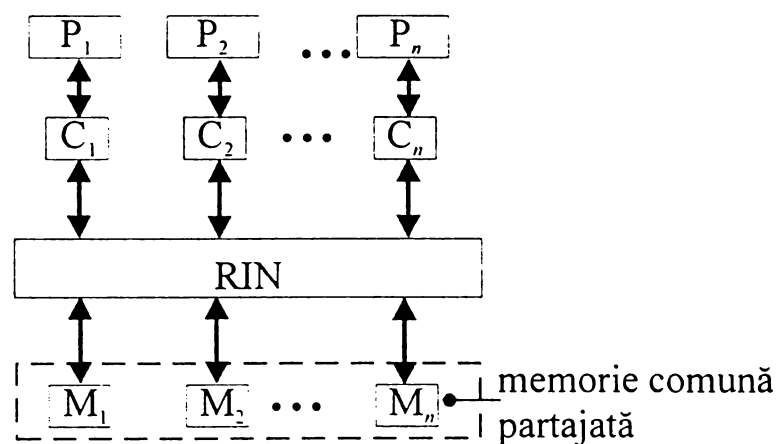 P₁ P₂ ... Pₙ
C₁ C₂ ... Cₙ
RIN
M₁ M₂ ... Mₙ
memorie comună
partajată